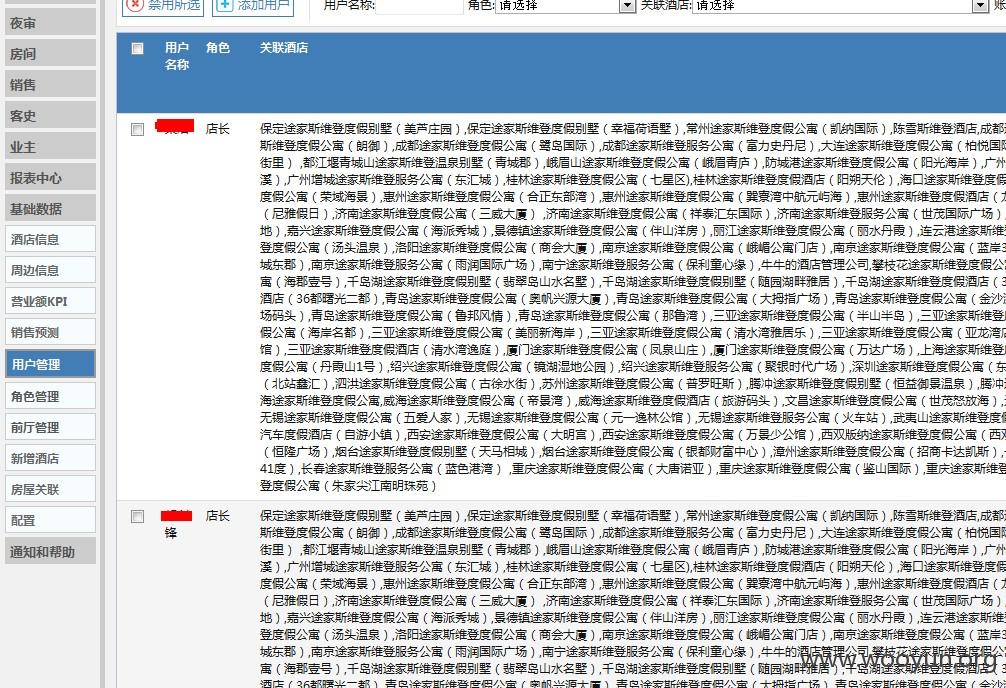 禁用所选 添加用户 用户名称: 角色: 请选择 关联酒店: 请选择 账
夜审
房间
销售
客史
业主
报表中心
基础数据
酒店信息
周边信息
营业额KPI
销售预测
用户管理
角色管理
前厅管理
新增酒店
房屋关联
配置
通知和帮助
用户名称 角色 关联酒店
店长
保定途家斯维登度假别墅（美芦庄园）,保定途家斯维登度假别墅（幸福荷语墅）,常州途家斯维登度假公寓（凯纳国际）,陈雪斯维登酒店,成都
斯维登度假公寓（朗御）,成都途家斯维登度假公寓（鹭岛国际）,成都途家斯维登服务公寓（富力史丹尼）,大连途家斯维登度假公寓（柏悦国
街里）,都江堰青城山途家斯维登温泉别墅（青城郡）,峨眉山途家斯维登度假公寓（峨眉青庐）,防城港途家斯维登度假公寓（阳光海岸）,广州
溪）,广州增城途家斯维登服务公寓（东汇城）,桂林途家斯维登度假公寓（七星区),桂林途家斯维登度假酒店（阳朔天伦）,海口途家斯维登度假
度假公寓（荣域海景）,惠州途家斯维登度假公寓（合正东部湾）,惠州途家斯维登度假公寓（巽寮湾中航元屿海）,惠州途家斯维登度假酒店（
（尼雅假日）,济南途家斯维登度假公寓（三威大厦）,济南途家斯维登度假公寓（祥泰汇东国际）,济南途家斯维登服务公寓（世茂国际广场）
地）,嘉兴途家斯维登度假公寓（海派秀城）,景德镇途家斯维登度假公寓（伴山洋房）,丽江途家斯维登度假公寓（丽水丹霞）,连云港途家斯维
登度假公寓（汤头温泉）,洛阳途家斯维登度假公寓（商会大厦）,南京途家斯维登度假公寓（峨嵋公寓门店）,南京途家斯维登度假公寓（蓝岸3
城东郡）,南京途家斯维登服务公寓（雨润国际广场）,南宁途家斯维登服务公寓（保利童心缘）,牛牛的酒店管理公司,攀枝花途家斯维登度假公
寓（海郡壹号）,千岛湖途家斯维登度假别墅（翡翠岛山水名墅）,千岛湖途家斯维登度假别墅（随园湖畔雅居）,千岛湖途家斯维登度假酒店（3
酒店（36都曙光二都）,青岛途家斯维登度假公寓（奥帆兴源大厦）,青岛途家斯维登度假公寓（大拇指广场）,青岛途家斯维登度假公寓（金沙
场码头）,青岛途家斯维登度假公寓（鲁邦风情）,青岛途家斯维登度假公寓（那鲁湾）,三亚途家斯维登度假公寓（半山半岛）,三亚途家斯维登
假公寓（海岸名都）,三亚途家斯维登度假公寓（美丽新海岸）,三亚途家斯维登度假公寓（清水湾雅居乐）,三亚途家斯维登度假公寓（亚龙湾
馆）,三亚途家斯维登度假酒店（清水湾逸庭）,厦门途家斯维登度假公寓（凤泉山庄）,厦门途家斯维登度假公寓（万达广场）,上海途家斯维登
度假公寓（丹霞山1号）,绍兴途家斯维登度假公寓（镜湖湿地公园）,绍兴途家斯维登服务公寓（聚银时代广场）,深圳途家斯维登度假公寓（东
（北站鑫汇）,泗洪途家斯维登度假公寓（古徐水街）,苏州途家斯维登度假公寓（普罗旺斯）,腾冲途家斯维登度假别墅（恒益御景温泉）,腾冲
海途家斯维登度假公寓,威海途家斯维登度假公寓（帝景湾）,威海途家斯维登度假酒店（旅游码头）,文昌途家斯维登度假公寓（世茂怒放海）,
无锡途家斯维登度假公寓（五爱人家）,无锡途家斯维登度假公寓（元一逸林公馆）,无锡途家斯维登服务公寓（火车站）,武夷山途家斯维登度假
汽车度假酒店（自游小镇）,西安途家斯维登度假公寓（大明宫）,西安途家斯维登度假公寓（万景少公馆）,西双版纳途家斯维登度假公寓（西双
（恒隆广场）,烟台途家斯维登度假别墅（天马相城）,烟台途家斯维登度假公寓（银都财富中心）,漳州途家斯维登度假公寓（招商卡达凯斯）,
41度）,长春途家斯维登服务公寓（蓝色港湾）,重庆途家斯维登度假公寓（大唐诺亚）,重庆途家斯维登度假公寓（鉴山国际）,重庆途家斯维登
登度假公寓（朱家尖江南明珠苑）
锋 店长
保定途家斯维登度假别墅（美芦庄园）,保定途家斯维登度假别墅（幸福荷语墅）,常州途家斯维登度假公寓（凯纳国际）,陈雪斯维登酒店,成都
斯维登度假公寓（朗御）,成都途家斯维登度假公寓（鹭岛国际）,成都途家斯维登服务公寓（富力史丹尼）,大连途家斯维登度假公寓（柏悦国
街里）,都江堰青城山途家斯维登温泉别墅（青城郡）,峨眉山途家斯维登度假公寓（峨眉青庐）,防城港途家斯维登度假公寓（阳光海岸）,广州
溪）,广州增城途家斯维登服务公寓（东汇城）,桂林途家斯维登度假公寓（七星区),桂林途家斯维登度假酒店（阳朔天伦）,海口途家斯维登度假
度假公寓（荣域海景）,惠州途家斯维登度假公寓（合正东部湾）,惠州途家斯维登度假公寓（巽寮湾中航元屿海）,惠州途家斯维登度假酒店（
（尼雅假日）,济南途家斯维登度假公寓（三威大厦）,济南途家斯维登度假公寓（祥泰汇东国际）,济南途家斯维登服务公寓（世茂国际广场）
地）,嘉兴途家斯维登度假公寓（海派秀城）,景德镇途家斯维登度假公寓（伴山洋房）,丽江途家斯维登度假公寓（丽水丹霞）,连云港途家斯维
登度假公寓（汤头温泉）,洛阳途家斯维登度假公寓（商会大厦）,南京途家斯维登度假公寓（峨嵋公寓门店）,南京途家斯维登度假公寓（蓝岸3
城东郡）,南京途家斯维登服务公寓（雨润国际广场）,南宁途家斯维登服务公寓（保利童心缘）,牛牛的酒店管理公司,攀枝花途家斯维登度假公
寓（海郡壹号）,千岛湖途家斯维登度假别墅（翡翠岛山水名墅）,千岛湖途家斯维登度假别墅（随园湖畔雅居）,千岛湖途家斯维登度假酒店（3
酒店（36都曙光二都）,青岛途家斯维登度假公寓（奥帆兴源大厦）,青岛途家斯维登度假公寓（大拇指广场）,青岛途家斯维登度假公寓（金沙
www.wooyun.org